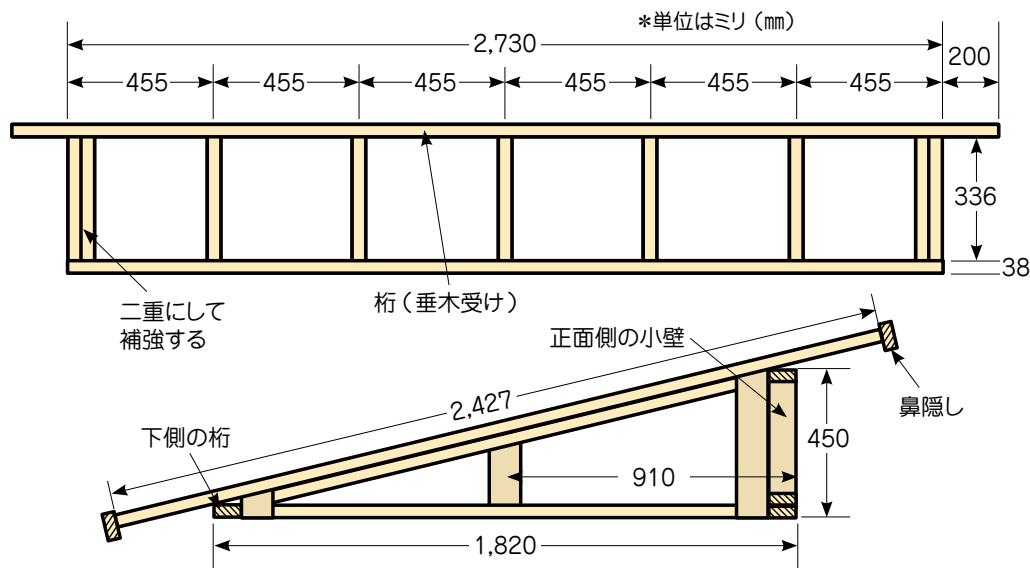 *単位はミリ（㎜）
2,730
200
455
455
455
455
455
455
336
38
二重にして
補強する
桁（垂木受け）
正面側の小壁
鼻隠し
2,427
450
下側の桁
910
1,820